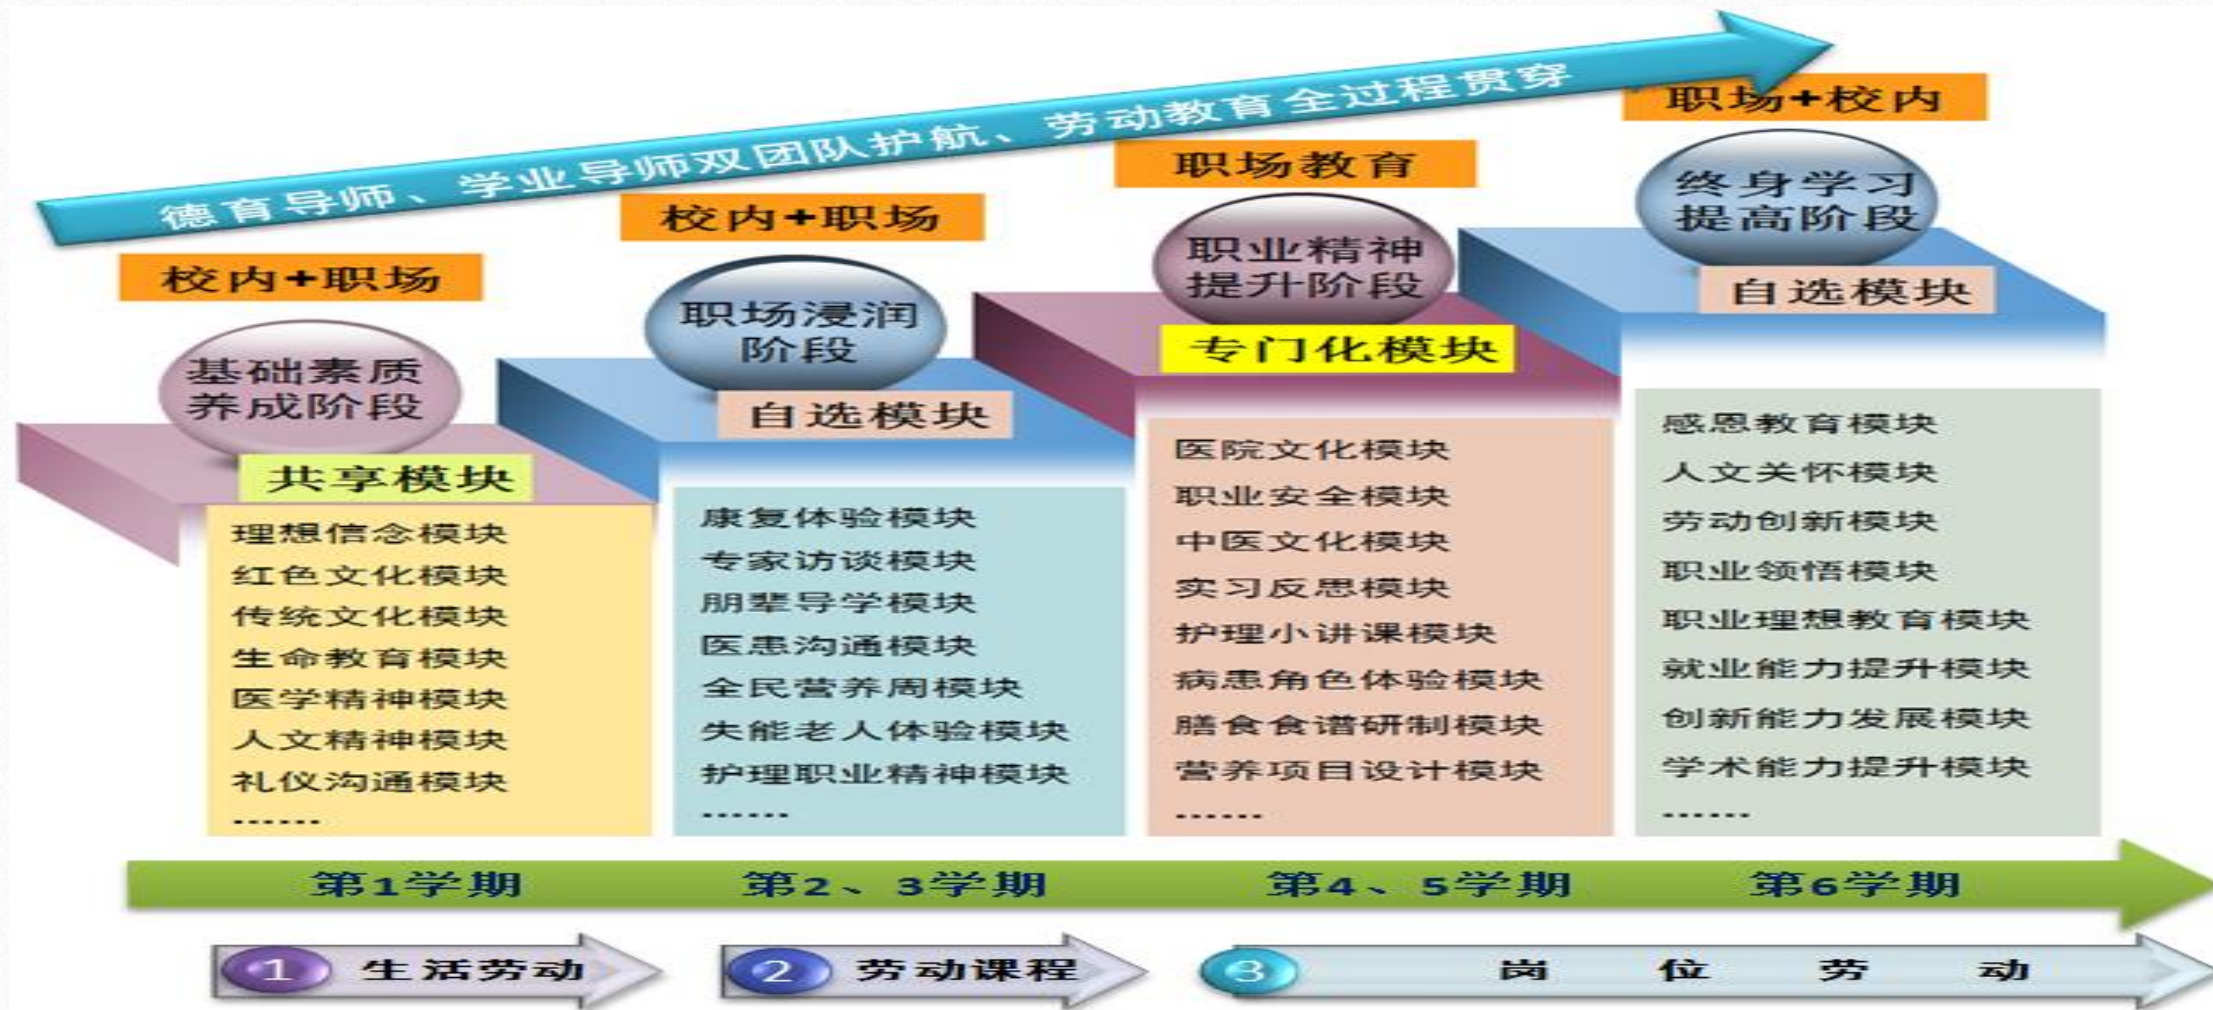 德育导师、学业导师双团队护航、劳动教育全过程贯穿
校内+职场
基础素质
养成阶段
共享模块
理想信念模块
红色文化模块
传统文化模块
生命教育模块
医学精神模块
人文精神模块
礼仪沟通模块
......
校内+职场
职场浸润
阶段
自选模块
康复体验模块
专家访谈模块
朋辈导学模块
医患沟通模块
全民营养周模块
失能老人体验模块
护理职业精神模块
......
职场教育
职业精神
提升阶段
专门化模块
医院文化模块
职业安全模块
中医文化模块
实习反思模块
护理小讲课模块
病患角色体验模块
膳食食谱研制模块
营养项目设计模块
......
职场+校内
终身学习
提高阶段
自选模块
感恩教育模块
人文关怀模块
劳动创新模块
职业领悟模块
职业理想教育模块
就业能力提升模块
创新能力发展模块
学术能力提升模块
......
第1学期
第2、3学期
第4、5学期
第6学期
1 生活劳动
2 劳动课程
3 岗位劳动